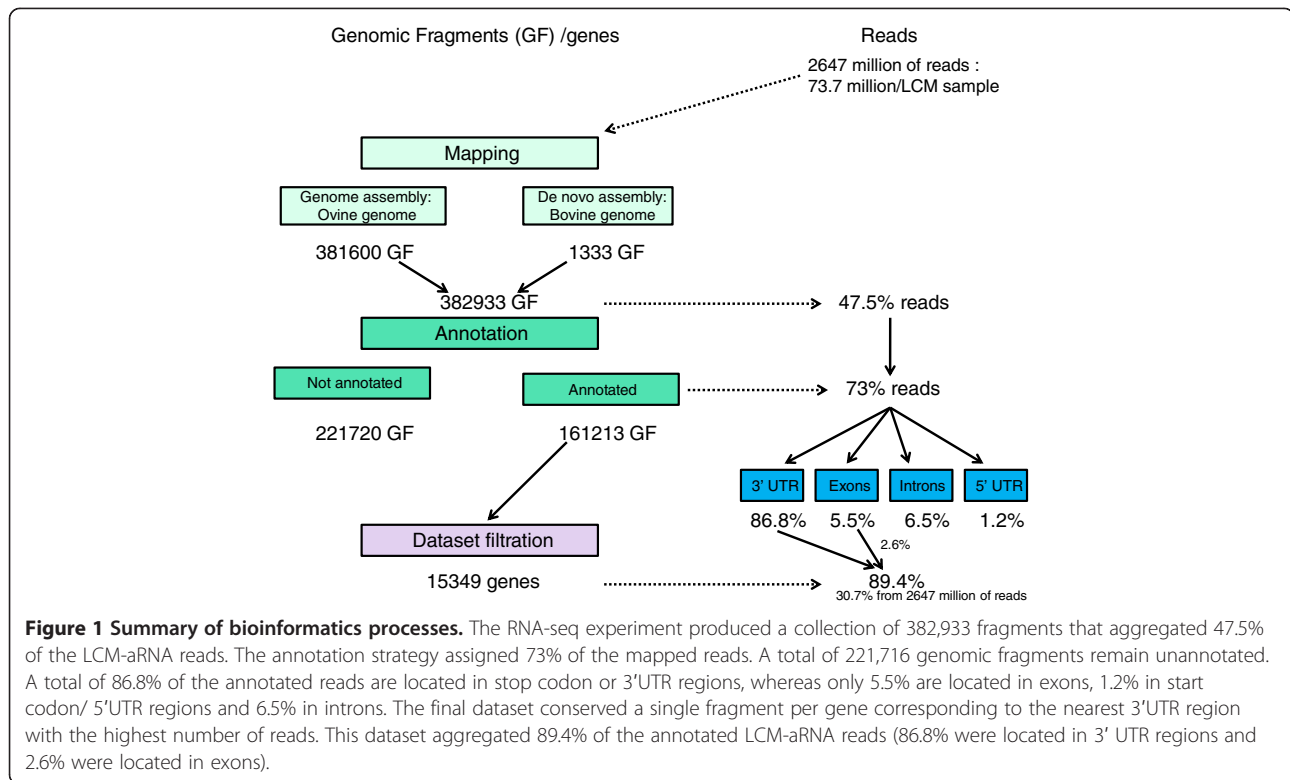 Genomic Fragments (GF) /genes
Reads
2647 million of reads :
73.7 million/LCM sample
Mapping
Genome assembly:
Ovine genome
De novo assembly:
Bovine genome
381600 GF
1333 GF
382933 GF
47.5% reads
Annotation
Not annotated
Annotated
73% reads
221720 GF
161213 GF
3' UTR
Exons
Introns
5' UTR
86.8%
5.5%
6.5%
1.2%
2.6%
Dataset filtration
15349 genes
89.4%
30.7% from 2647 million of reads
Figure 1 Summary of bioinformatics processes. The RNA-seq experiment produced a collection of 382,933 fragments that aggregated 47.5%
of the LCM-aRNA reads. The annotation strategy assigned 73% of the mapped reads. A total of 221,716 genomic fragments remain unannotated.
A total of 86.8% of the annotated reads are located in stop codon or 3′UTR regions, whereas only 5.5% are located in exons, 1.2% in start
codon/ 5′UTR regions and 6.5% in introns. The final dataset conserved a single fragment per gene corresponding to the nearest 3′UTR region
with the highest number of reads. This dataset aggregated 89.4% of the annotated LCM-aRNA reads (86.8% were located in 3′ UTR regions and
2.6% were located in exons).